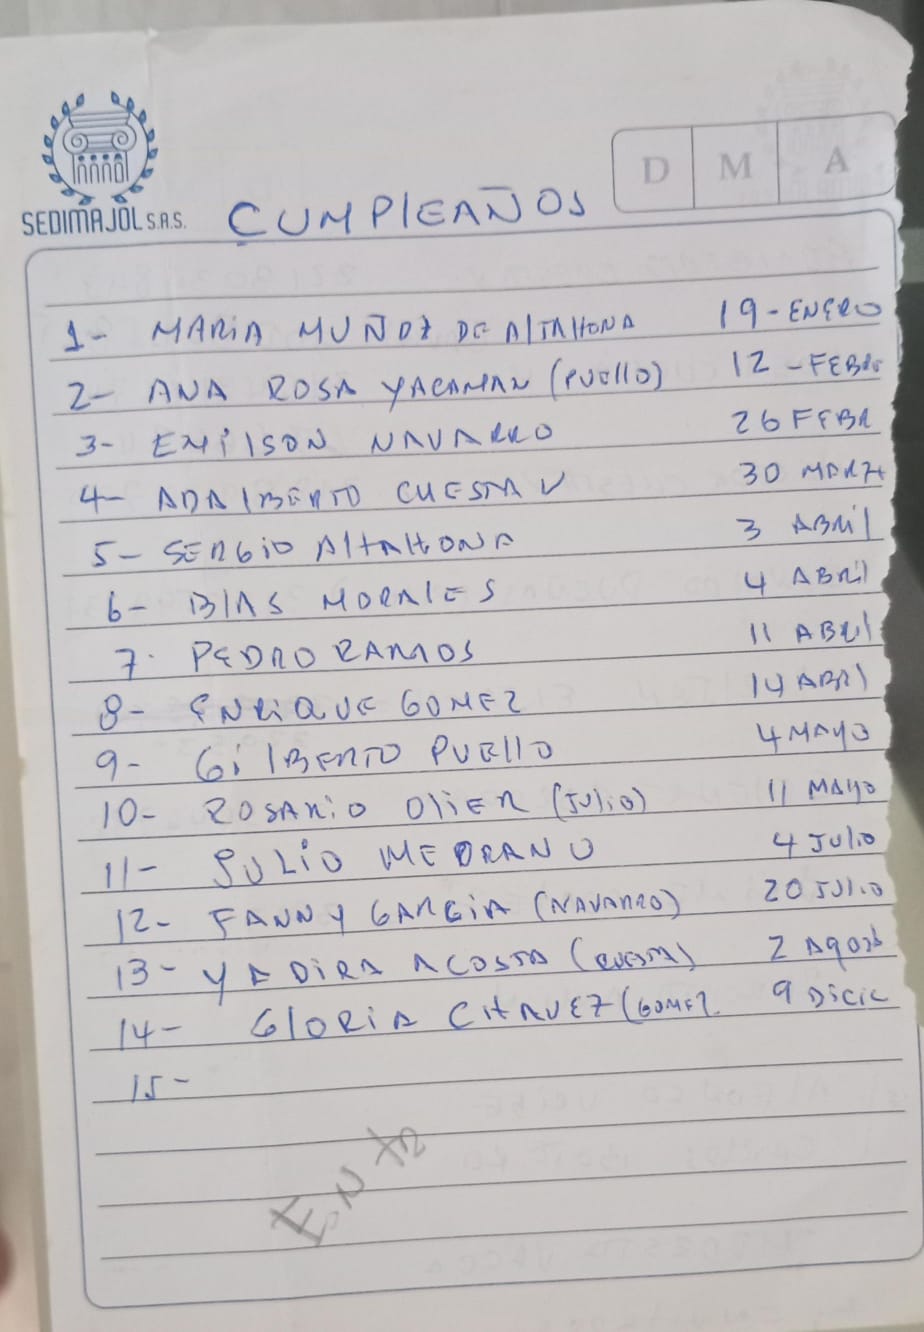 SEDIMAJOL S.A.S.
D M A
CUMPLEAÑOS
1- MARIA MUÑOZ DE AltAHONA 19-ENERO
2- ANA ROSA YACAMAN (PUEllO) 12-FEBR
3- EMilSON NAVARRO 26 FEBR
4- ADAlBERTO CUESTA V 30 MARZ
5- SERGiO AltAHONA 3 ABRil
6- BlAS MORAlES 4 ABRil
7. PEDRO RAMOS 11 ABRil
8- ENRiQUE GOMEZ 14 ABRl
9- GilBERTO PUEllO 4 MAYO
10- ROSARiO OliER (JUliO) 11 MAYO
11- JULiO MEDRANO 4 JUliO
12- FANNY GARCiA (NAVARRO) 20 JUliO
13- YADiRA ACOSTA (CUESTA) 2 Agosto
14- GlORiA CHAVEZ (GOMEZ 9 DiCiE
15-